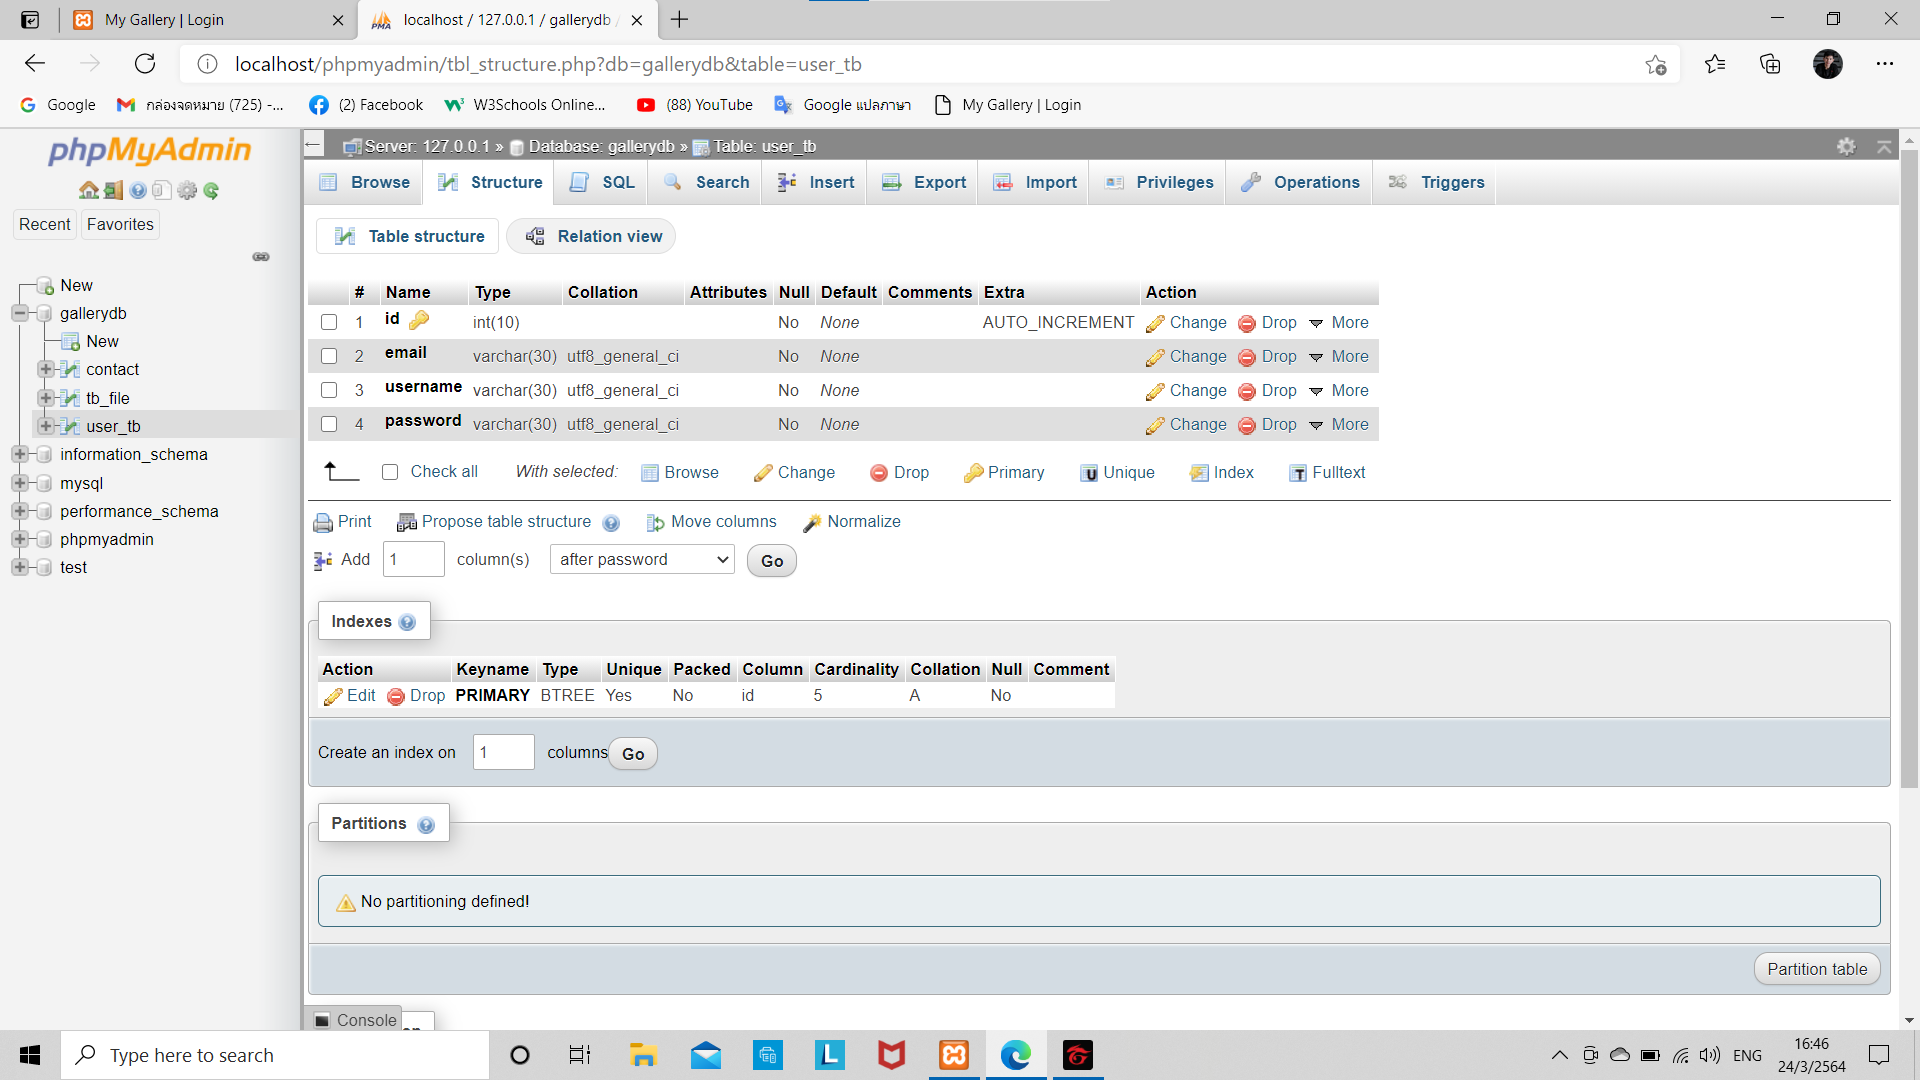 My Gallery | Login
localhost / 127.0.0.1 / gallerydb /
localhost/phpmyadmin/tbl_structure.php?db=gallerydb&table=user_tb
Google
กล่องจดหมาย (725) -...
(2) Facebook
W3Schools Online...
(88) YouTube
Google แปลภาษา
My Gallery | Login
phpMyAdmin
Recent
Favorites
New
gallerydb
New
contact
tb_file
user_tb
information_schema
mysql
performance_schema
phpmyadmin
test
Server: 127.0.0.1 » Database: gallerydb » Table: user_tb
Browse
Structure
SQL
Search
Insert
Export
Import
Privileges
Operations
Triggers
Table structure
Relation view
# Name Type Collation Attributes Null Default Comments Extra Action
1 id int(10) No None AUTO_INCREMENT Change Drop More
2 email varchar(30) utf8_general_ci No None Change Drop More
3 username varchar(30) utf8_general_ci No None Change Drop More
4 password varchar(30) utf8_general_ci No None Change Drop More
Check all With selected: Browse Change Drop Primary Unique Index Fulltext
Print Propose table structure Move columns Normalize
Add 1 column(s) after password Go
Indexes
Action Keyname Type Unique Packed Column Cardinality Collation Null Comment
Edit Drop PRIMARY BTREE Yes No id 5 A No
Create an index on 1 columns Go
Partitions
No partitioning defined!
Partition table
Console
Type here to search
ENG
16:46
24/3/2564